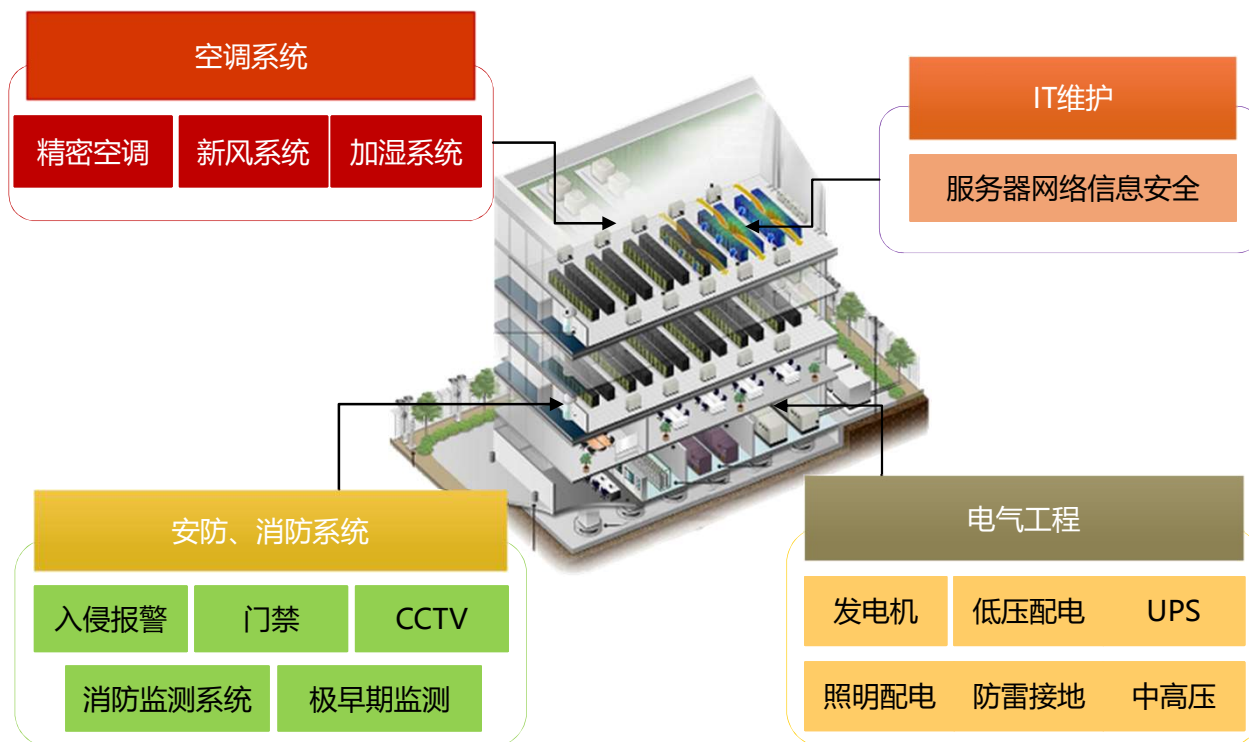 空调系统
精密空调 新风系统 加湿系统
IT维护
服务器网络信息安全
安防、消防系统
入侵报警 门禁 CCTV
消防监测系统 极早期监测
电气工程
发电机 低压配电 UPS
照明配电 防雷接地 中高压